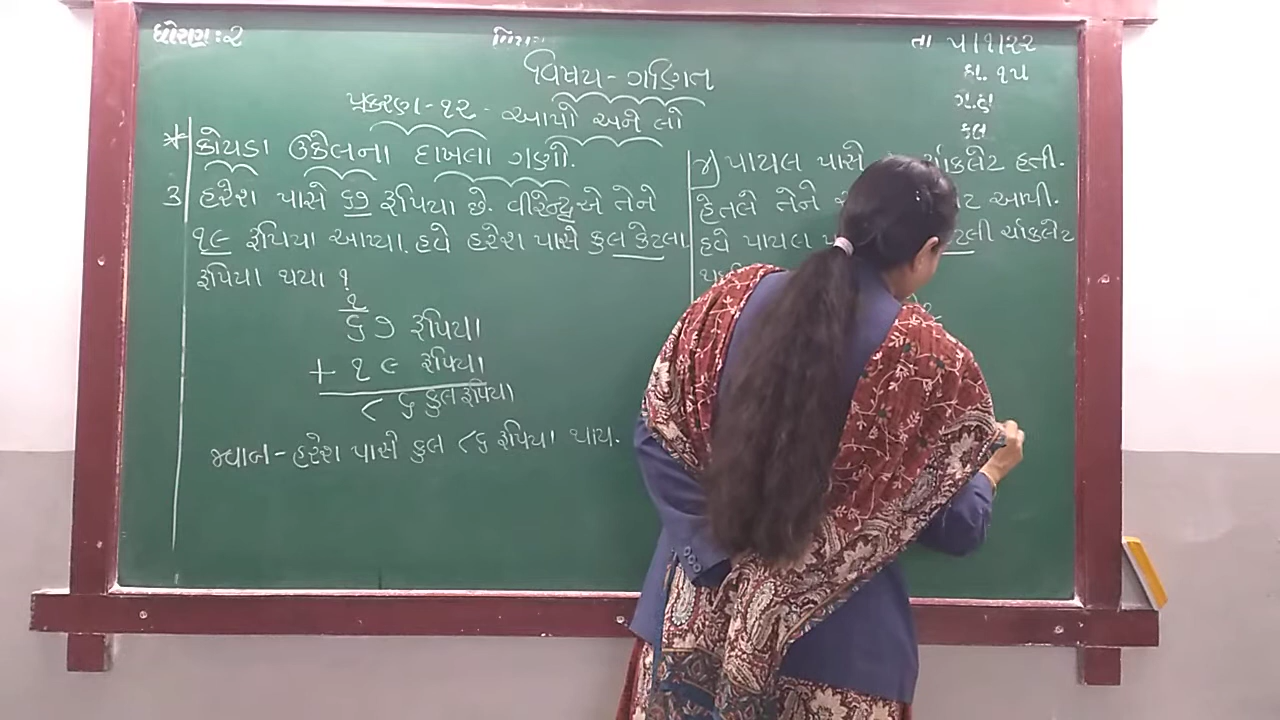 ધોરણ: ૨
તા ૫/૧/૨૨
વિષય - ગણિત
હા. ૧૫
પ્રકરણ - ૧૨ - આપો અને લો
ગા.હા
કુલ
* કોયડા ઉકેલના દાખલા ગણો.
૩ હરેશ પાસે ૬૭ રૂપિયા છે. વીરેન્દ્રએ તેને
૧૯ રૂપિયા આપ્યા. હવે હરેશ પાસે કુલ કેટલા
રૂપિયા થયા ?
૧
૬૭ રૂપિયા
+ ૧૯ રૂપિયા
૮૬ કુલ રૂપિયા
જવાબ - હરેશ પાસે કુલ ૮૬ રૂપિયા થાય.
૪) પાયલ પાસે ચોકલેટ હતી.
હેતલે તેને આપી.
હવે પાયલ ચોકલેટ